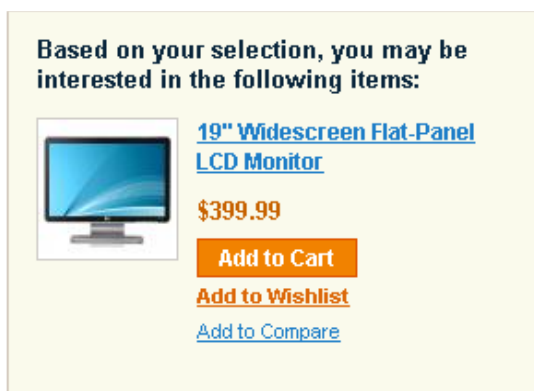 Based on your selection, you may be
interested in the following items:
19" Widescreen Flat-Panel
LCD Monitor
$399.99
Add to Cart
Add to Wishlist
Add to Compare